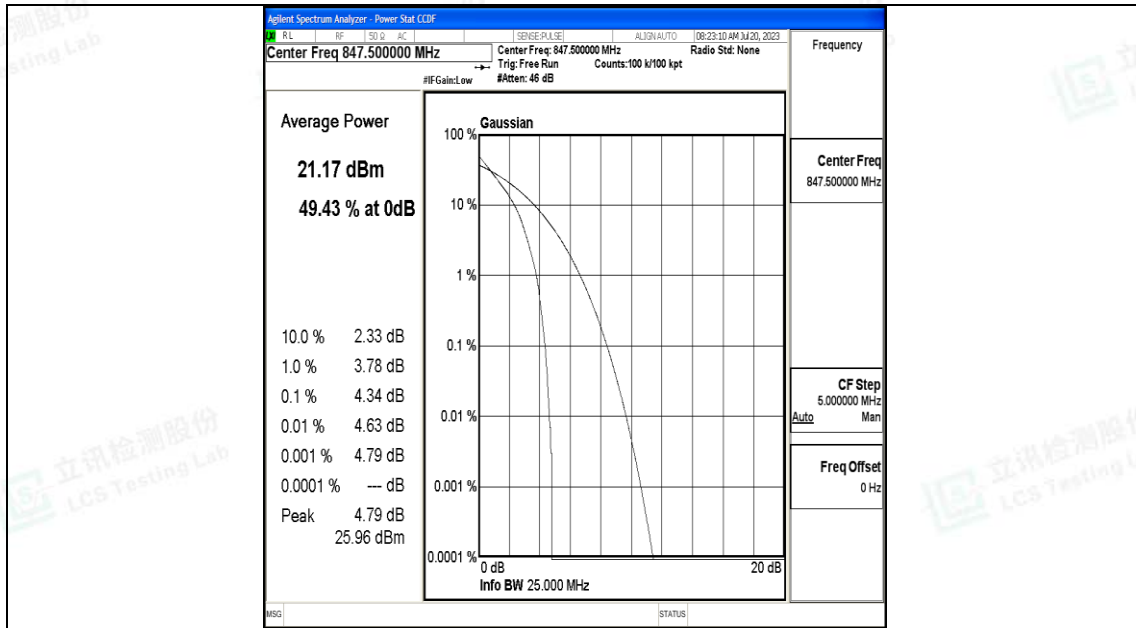 Agilent Spectrum Analyzer - Power Stat CCDF
RL RF 50 Ω AC SENSE:PULSE ALIGNAUTO 08:23:10 AM Jul 20, 2023
Center Freq 847.500000 MHz
Center Freq: 847.500000 MHz Radio Std: None
Trig: Free Run Counts:100 k/100 kpt
#IFGain:Low #Atten: 46 dB
Frequency
Average Power
21.17 dBm
49.43 % at 0dB
10.0 % 2.33 dB
1.0 % 3.78 dB
0.1 % 4.34 dB
0.01 % 4.63 dB
0.001 % 4.79 dB
0.0001 % --- dB
Peak 4.79 dB
25.96 dBm
Gaussian
100 %
10 %
1 %
0.1 %
0.01 %
0.001 %
0.0001 %
0 dB 20 dB
Info BW 25.000 MHz
Center Freq
847.500000 MHz
CF Step
5.000000 MHz
Auto Man
Freq Offset
0 Hz
MSG STATUS
立讯检测股份
LCS Testing Lab
立讯检测股份